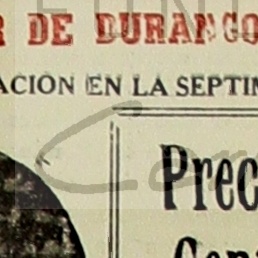 R DE DURANGO
ACION EN LA SEPTIM
Prec